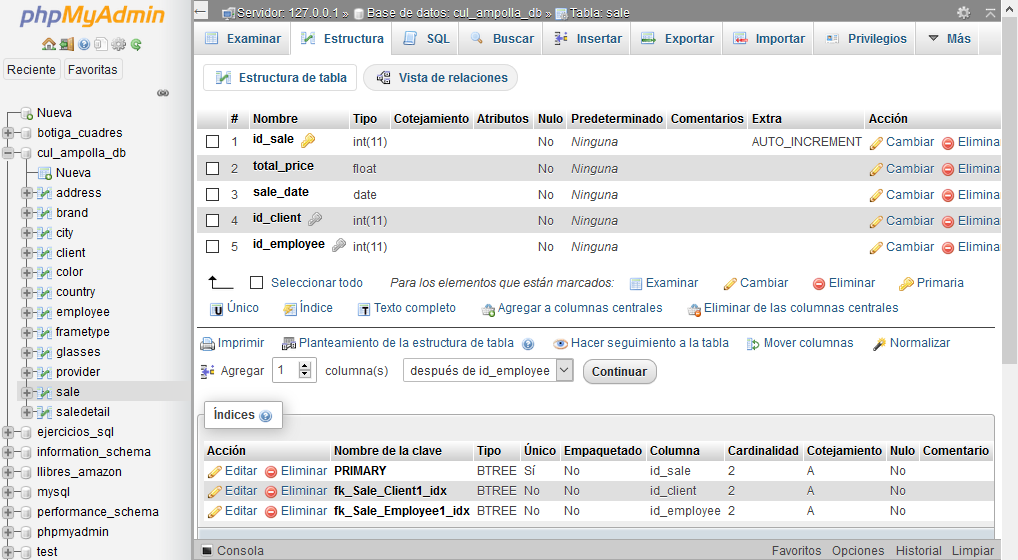 phpMyAdmin
Reciente Favoritas
Nueva
botiga_cuadres
cul_ampolla_db
Nueva
address
brand
city
client
color
country
employee
frametype
glasses
provider
sale
saledetail
ejercicios_sql
information_schema
llibres_amazon
mysql
performance_schema
phpmyadmin
test
Servidor: 127.0.0.1 » Base de datos: cul_ampolla_db » Tabla: sale
Examinar Estructura SQL Buscar Insertar Exportar Importar Privilegios Más
Estructura de tabla Vista de relaciones
# Nombre Tipo Cotejamiento Atributos Nulo Predeterminado Comentarios Extra Acción
1 id_sale int(11) No Ninguna AUTO_INCREMENT Cambiar Elimina
2 total_price float No Ninguna Cambiar Elimina
3 sale_date date No Ninguna Cambiar Elimina
4 id_client int(11) No Ninguna Cambiar Elimina
5 id_employee int(11) No Ninguna Cambiar Elimina
Seleccionar todo Para los elementos que están marcados: Examinar Cambiar Eliminar Primaria
Único Índice Texto completo Agregar a columnas centrales Eliminar de las columnas centrales
Imprimir Planteamiento de la estructura de tabla Hacer seguimiento a la tabla Mover columnas Normalizar
Agregar 1 columna(s) después de id_employee Continuar
Índices
Acción Nombre de la clave Tipo Único Empaquetado Columna Cardinalidad Cotejamiento Nulo Comentario
Editar Eliminar PRIMARY BTREE Sí No id_sale 2 A No
Editar Eliminar fk_Sale_Client1_idx BTREE No No id_client 2 A No
Editar Eliminar fk_Sale_Employee1_idx BTREE No No id_employee 2 A No
Consola Favoritos Opciones Historial Limpiar